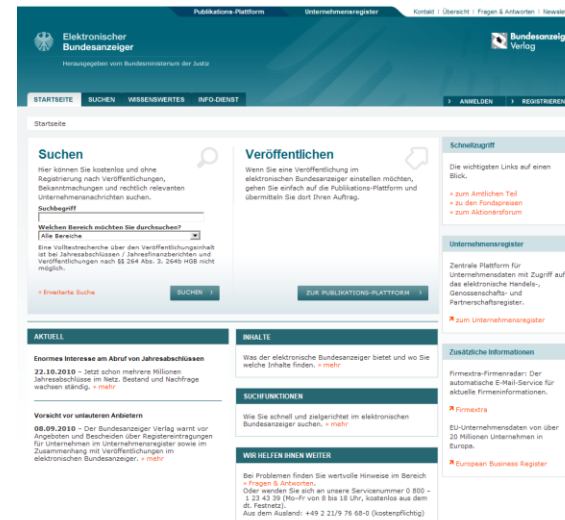 Publikations-Plattform
Unternehmensregister
Kontakt | Übersicht | Fragen & Antworten | Newsle
Elektronischer
Bundesanzeiger
Herausgegeben vom Bundesministerium der Justiz
Bundesanzeig
Verlag
STARTSEITE SUCHEN WISSENSWERTES INFO-DIENST
› ANMELDEN › REGISTRIEREN
Startseite
Suchen
Hier können Sie kostenlos und ohne
Registrierung nach Veröffentlichungen,
Bekanntmachungen und rechtlich relevanten
Unternehmensnachrichten suchen.
Suchbegriff
Welchen Bereich möchten Sie durchsuchen?
Alle Bereiche
Eine Volltextrecherche über den Veröffentlichungsinhalt
ist bei Jahresabschlüssen / Jahresfinanzberichten und
Veröffentlichungen nach §§ 264 Abs. 3, 264b HGB nicht
möglich.
» Erweiterte Suche
SUCHEN ›
Veröffentlichen
Wenn Sie eine Veröffentlichung im
elektronischen Bundesanzeiger einstellen möchten,
gehen Sie einfach auf die Publikations-Plattform und
übermitteln Sie dort Ihren Auftrag.
ZUR PUBLIKATIONS-PLATTFORM ›
Schnellzugriff
Die wichtigsten Links auf einen
Blick.
» zum Amtlichen Teil
» zu den Fondspreisen
» zum Aktionärsforum
Unternehmensregister
Zentrale Plattform für
Unternehmensdaten mit Zugriff auf
das elektronische Handels-,
Genossenschafts- und
Partnerschaftsregister.
zum Unternehmensregister
Zusätzliche Informationen
Firmextra-Firmenradar: Der
automatische E-Mail-Service für
aktuelle Firmeninformationen.
Firmextra
EU-Unternehmensdaten von über
20 Millionen Unternehmen in
Europa.
European Business Register
AKTUELL
Enormes Interesse am Abruf von Jahresabschlüssen
22.10.2010 – Jetzt schon mehrere Millionen
Jahresabschlüsse im Netz. Bestand und Nachfrage
wachsen ständig. » mehr
Vorsicht vor unlauteren Anbietern
08.09.2010 – Der Bundesanzeiger Verlag warnt vor
Angeboten und Bescheiden über Registereintragungen
für Unternehmen im Unternehmensregister sowie im
Zusammenhang mit Veröffentlichungen im
elektronischen Bundesanzeiger. » mehr
INHALTE
Was der elektronische Bundesanzeiger bietet und wo Sie
welche Inhalte finden. » mehr
SUCHFUNKTIONEN
Wie Sie schnell und zielgerichtet im elektronischen
Bundesanzeiger suchen. » mehr
WIR HELFEN IHNEN WEITER
Bei Problemen finden Sie wertvolle Hinweise im Bereich
» Fragen & Antworten.
Oder wenden Sie sich an unsere Servicenummer 0 800 –
1 23 43 39 (Mo–Fr von 8 bis 18 Uhr, kostenlos aus dem
dt. Festnetz).
Aus dem Ausland: +49 2 21/9 76 68-0 (kostenpflichtig)